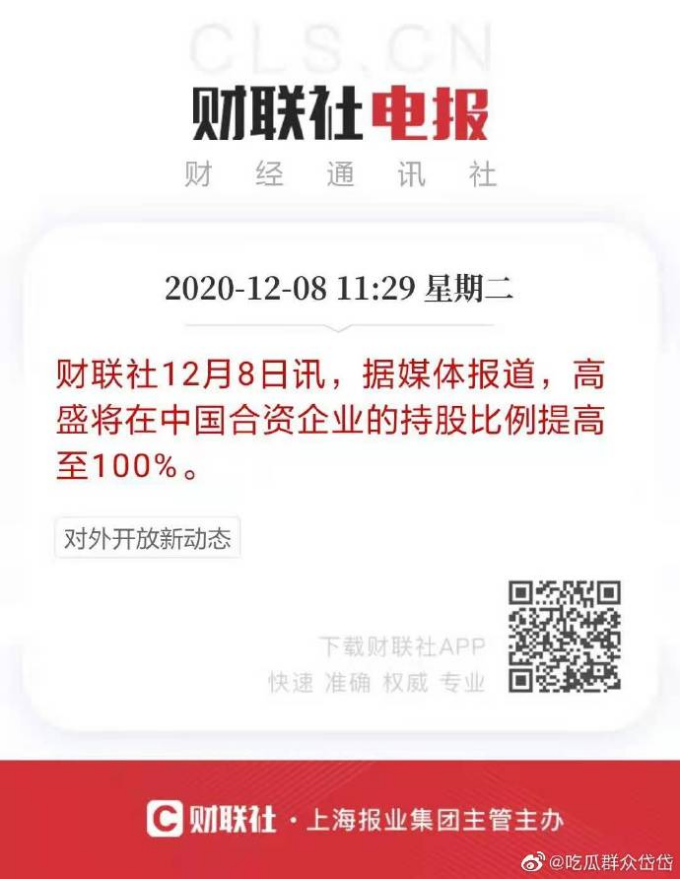 CLS.CN
财联社电报
财经通讯社
2020-12-08 11:29 星期二
财联社12月8日讯，据媒体报道，高
盛将在中国合资企业的持股比例提高
至100%。
对外开放新动态
下载财联社APP
快速 准确 权威 专业
C 财联社·上海报业集团主管主办
@吃瓜群众岱岱